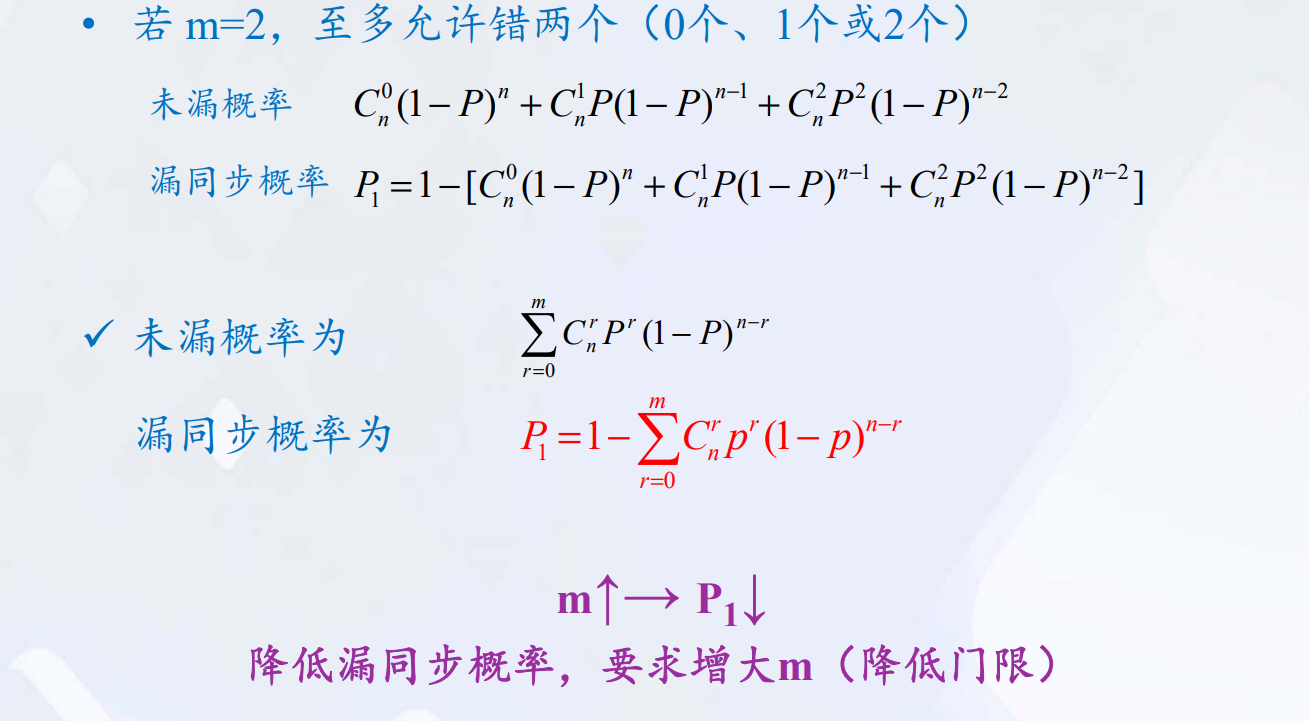 • 若 m=2，至多允许错两个（0个、1个或2个）
未漏概率 $C_n^0(1-P)^n + C_n^1 P(1-P)^{n-1} + C_n^2 P^2(1-P)^{n-2}$
漏同步概率 $P_1 = 1-[C_n^0(1-P)^n + C_n^1 P(1-P)^{n-1} + C_n^2 P^2(1-P)^{n-2}]$
✓ 未漏概率为 $\sum_{r=0}^{m} C_n^r P^r (1-P)^{n-r}$
漏同步概率为 $P_1 = 1-\sum_{r=0}^{m} C_n^r p^r (1-p)^{n-r}$
m↑→ P₁↓
降低漏同步概率，要求增大m（降低门限）